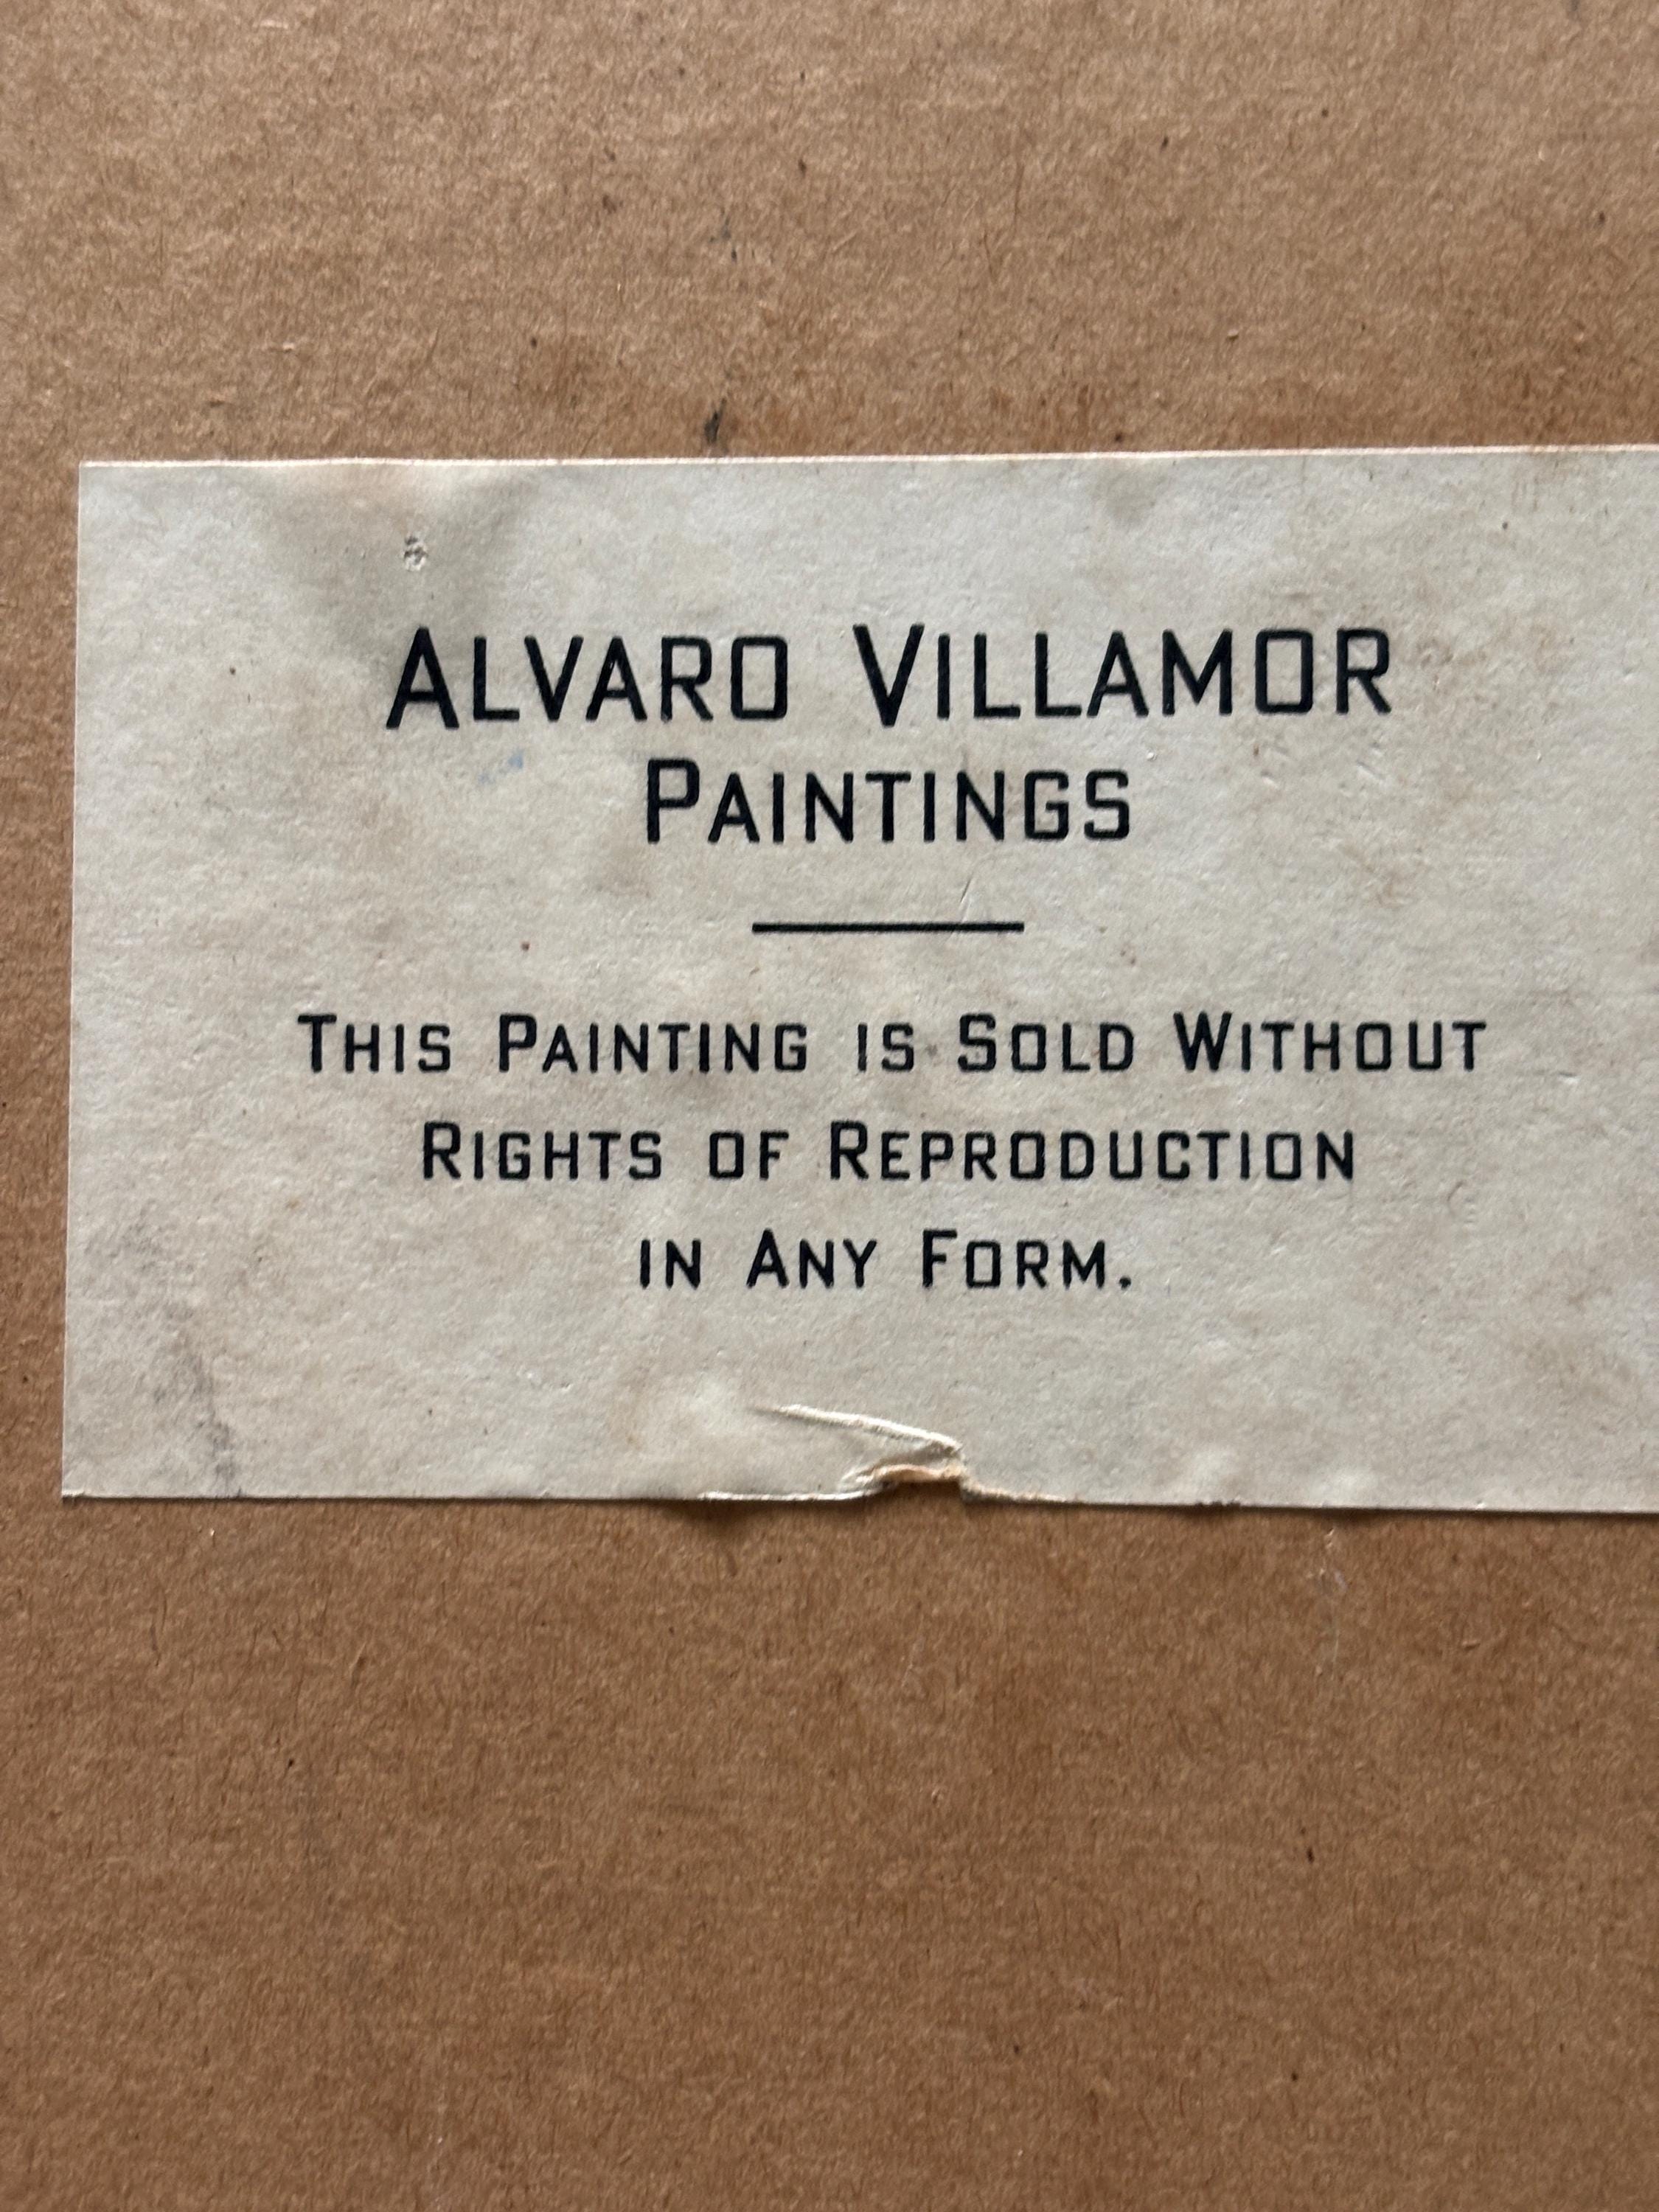 ALVARO VILLAMOR
PAINTINGS
THIS PAINTING IS SOLD WITHOUT
RIGHTS OF REPRODUCTION
IN ANY FORM.